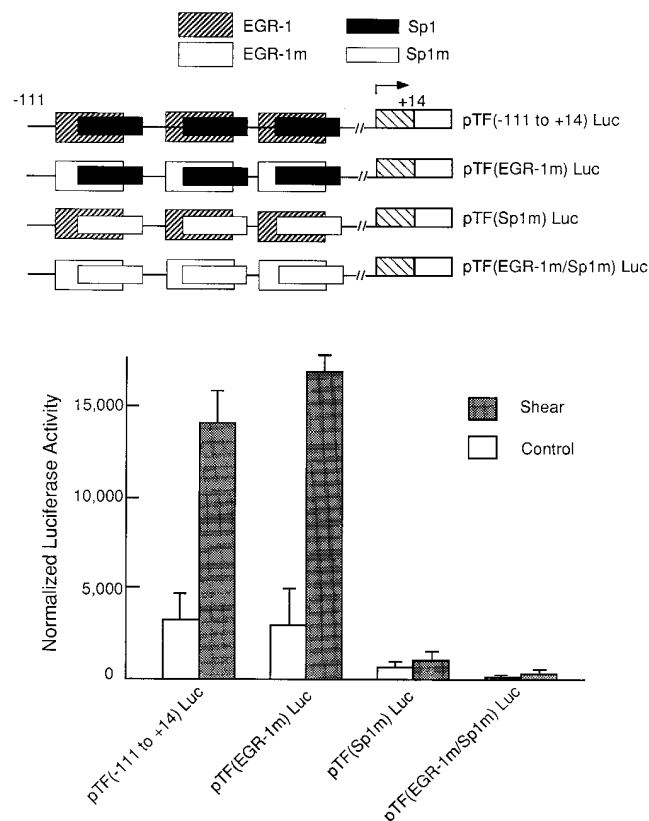 EGR-1
Sp1
EGR-1m
Sp1m
-111
+14
pTF(-111 to +14) Luc
pTF(EGR-1m) Luc
pTF(Sp1m) Luc
pTF(EGR-1m/Sp1m) Luc
Normalized Luciferase Activity
15,000
10,000
5,000
0
Shear
Control
pTF(-111 to +14) Luc
pTF(EGR-1m) Luc
pTF(Sp1m) Luc
pTF(EGR-1m/Sp1m) Luc